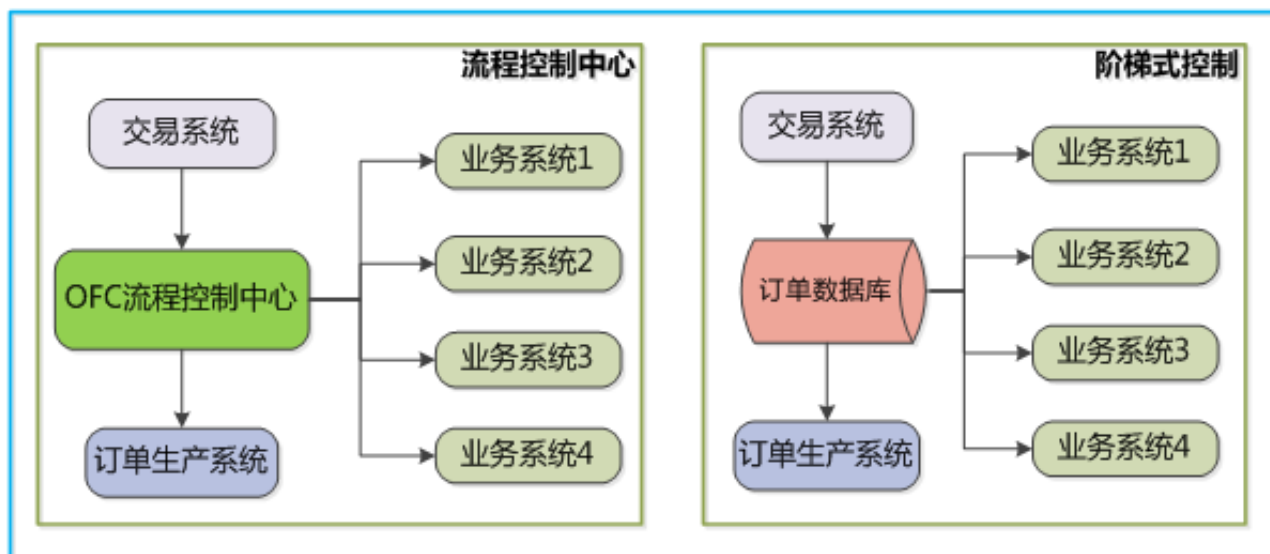 流程控制中心
交易系统
业务系统1
业务系统2
OFC流程控制中心
业务系统3
订单生产系统
业务系统4
阶梯式控制
交易系统
业务系统1
业务系统2
订单数据库
业务系统3
订单生产系统
业务系统4